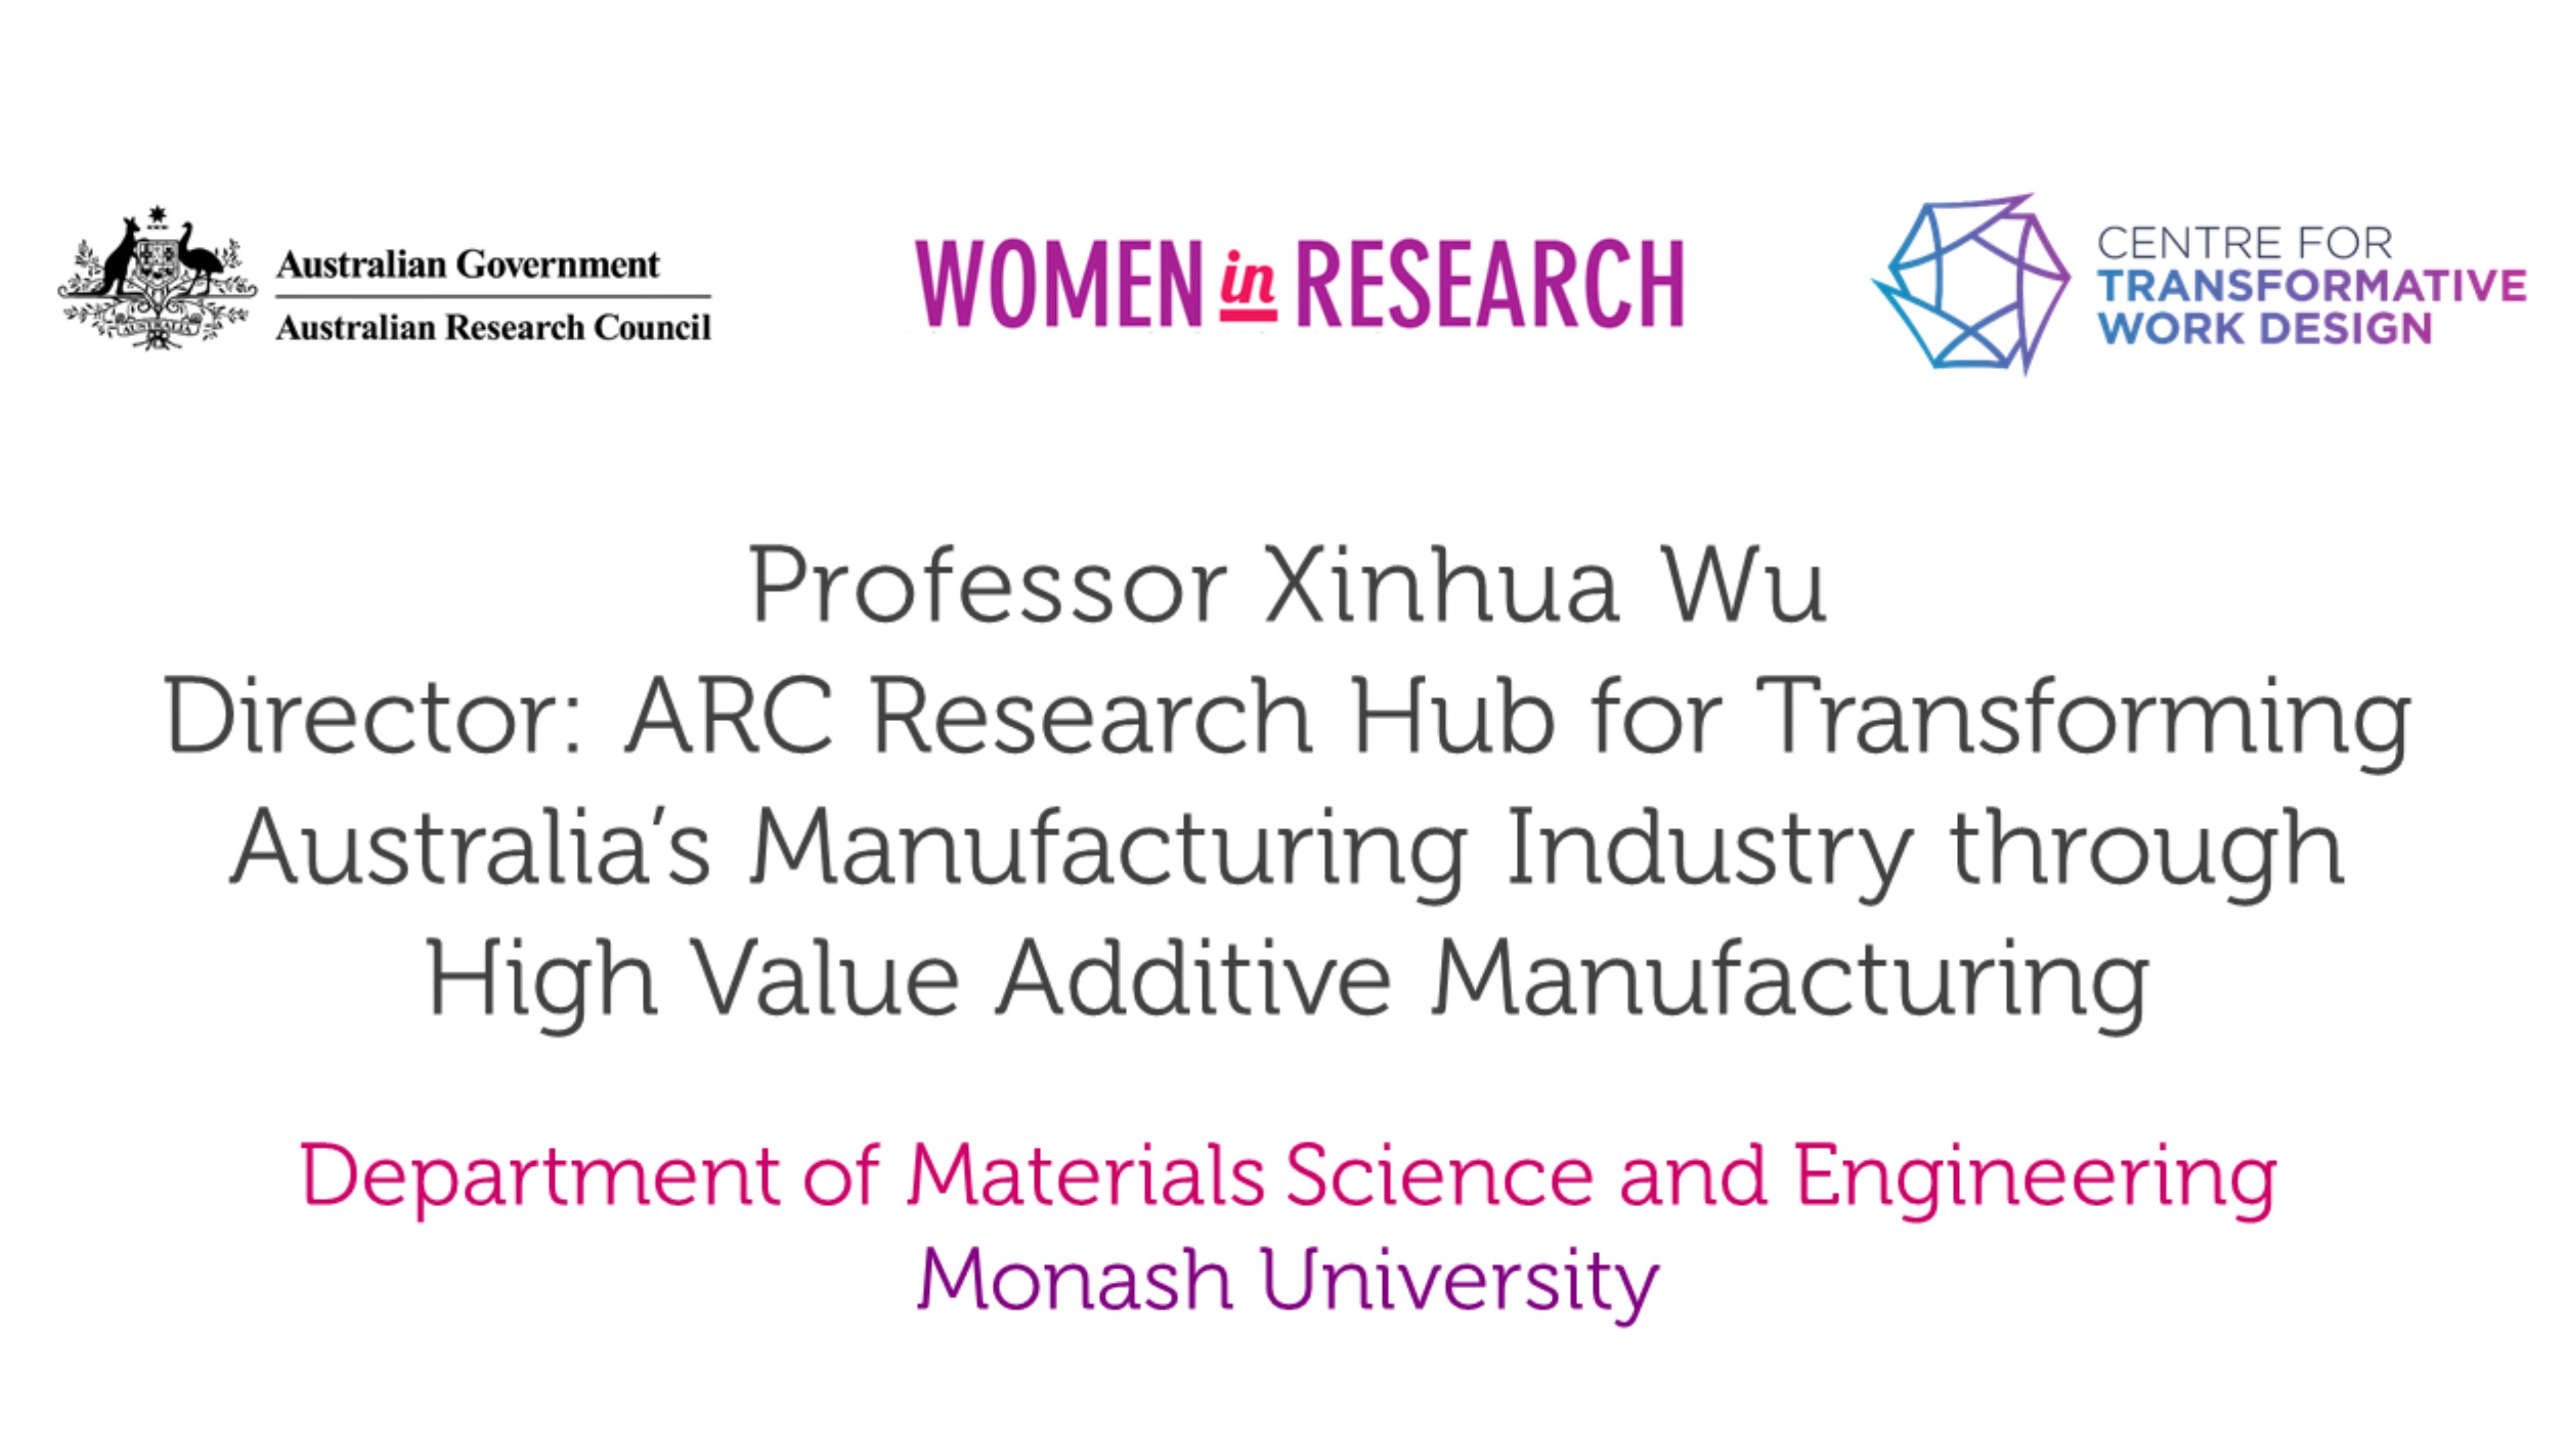 Australian Government
Australian Research Council
AUSTRALIA
WOMEN in RESEARCH
CENTRE FOR
TRANSFORMATIVE
WORK DESIGN
Professor Xinhua Wu
Director: ARC Research Hub for Transforming
Australia’s Manufacturing Industry through
High Value Additive Manufacturing
Department of Materials Science and Engineering
Monash University